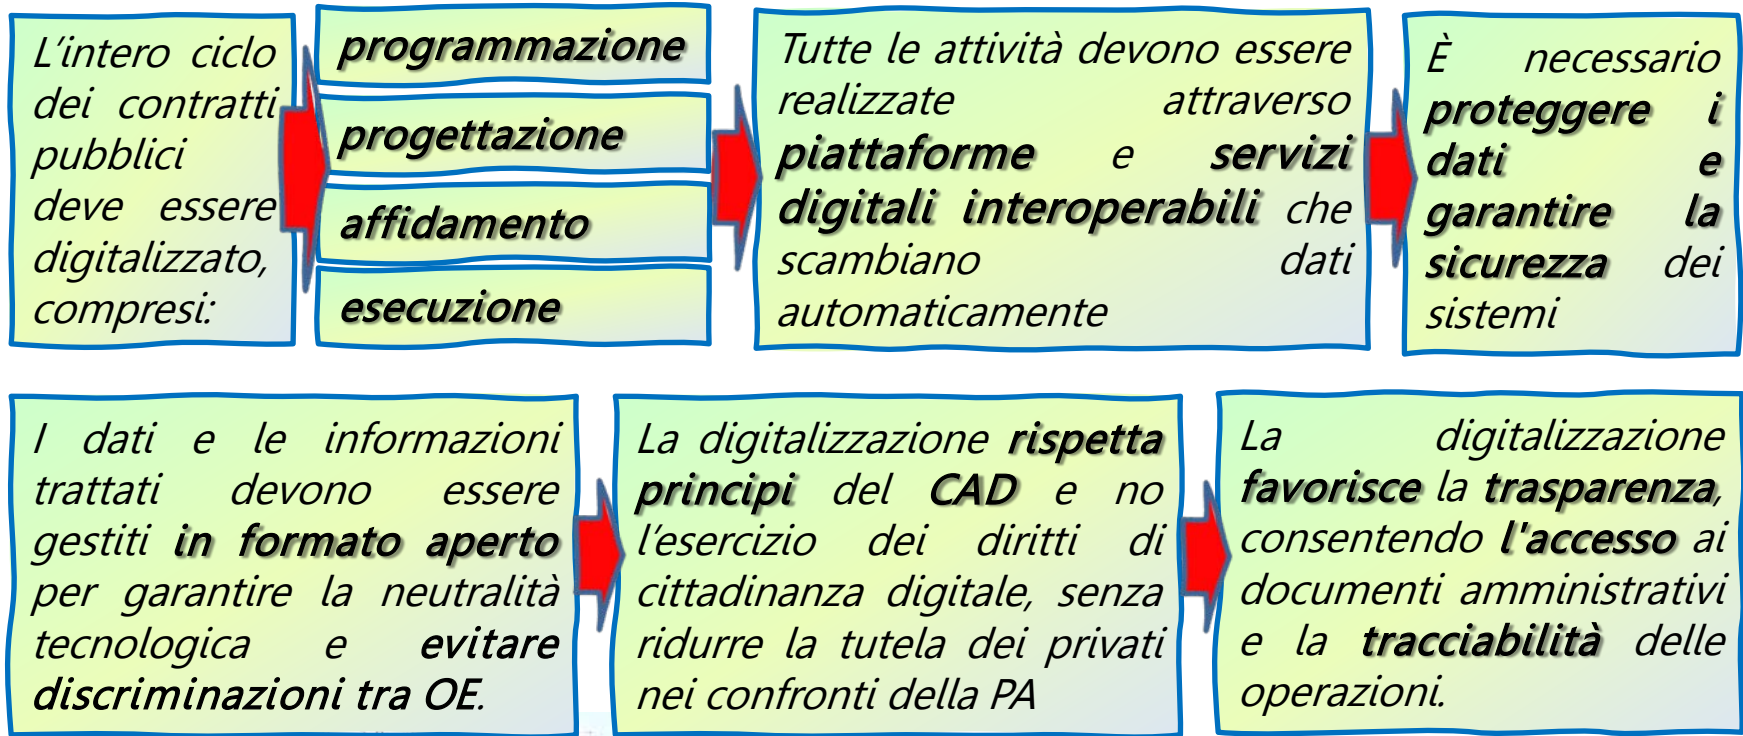 L'intero ciclo
dei contratti
pubblici
deve essere
digitalizzato,
compresi:
programmazione
progettazione
affidamento
esecuzione
Tutte le attività devono essere
realizzate attraverso
piattaforme e servizi
digitali interoperabili che
scambiano dati
automaticamente
È necessario
proteggere i
dati e
garantire la
sicurezza dei
sistemi
I dati e le informazioni
trattati devono essere
gestiti in formato aperto
per garantire la neutralità
tecnologica e evitare
discriminazioni tra OE.
La digitalizzazione rispetta
principi del CAD e no
l'esercizio dei diritti di
cittadinanza digitale, senza
ridurre la tutela dei privati
nei confronti della PA
La digitalizzazione
favorisce la trasparenza,
consentendo l'accesso ai
documenti amministrativi
e la tracciabilità delle
operazioni.